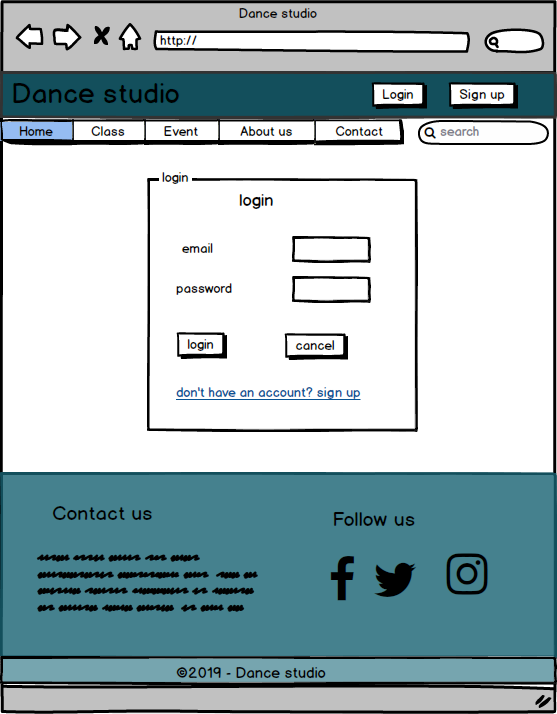 Dance studio
http://
Dance studio
Login
Sign up
Home
Class
Event
About us
Contact
search
login
login
email
password
login
cancel
don't have an account? sign up
Contact us
Follow us
©2019 - Dance studio